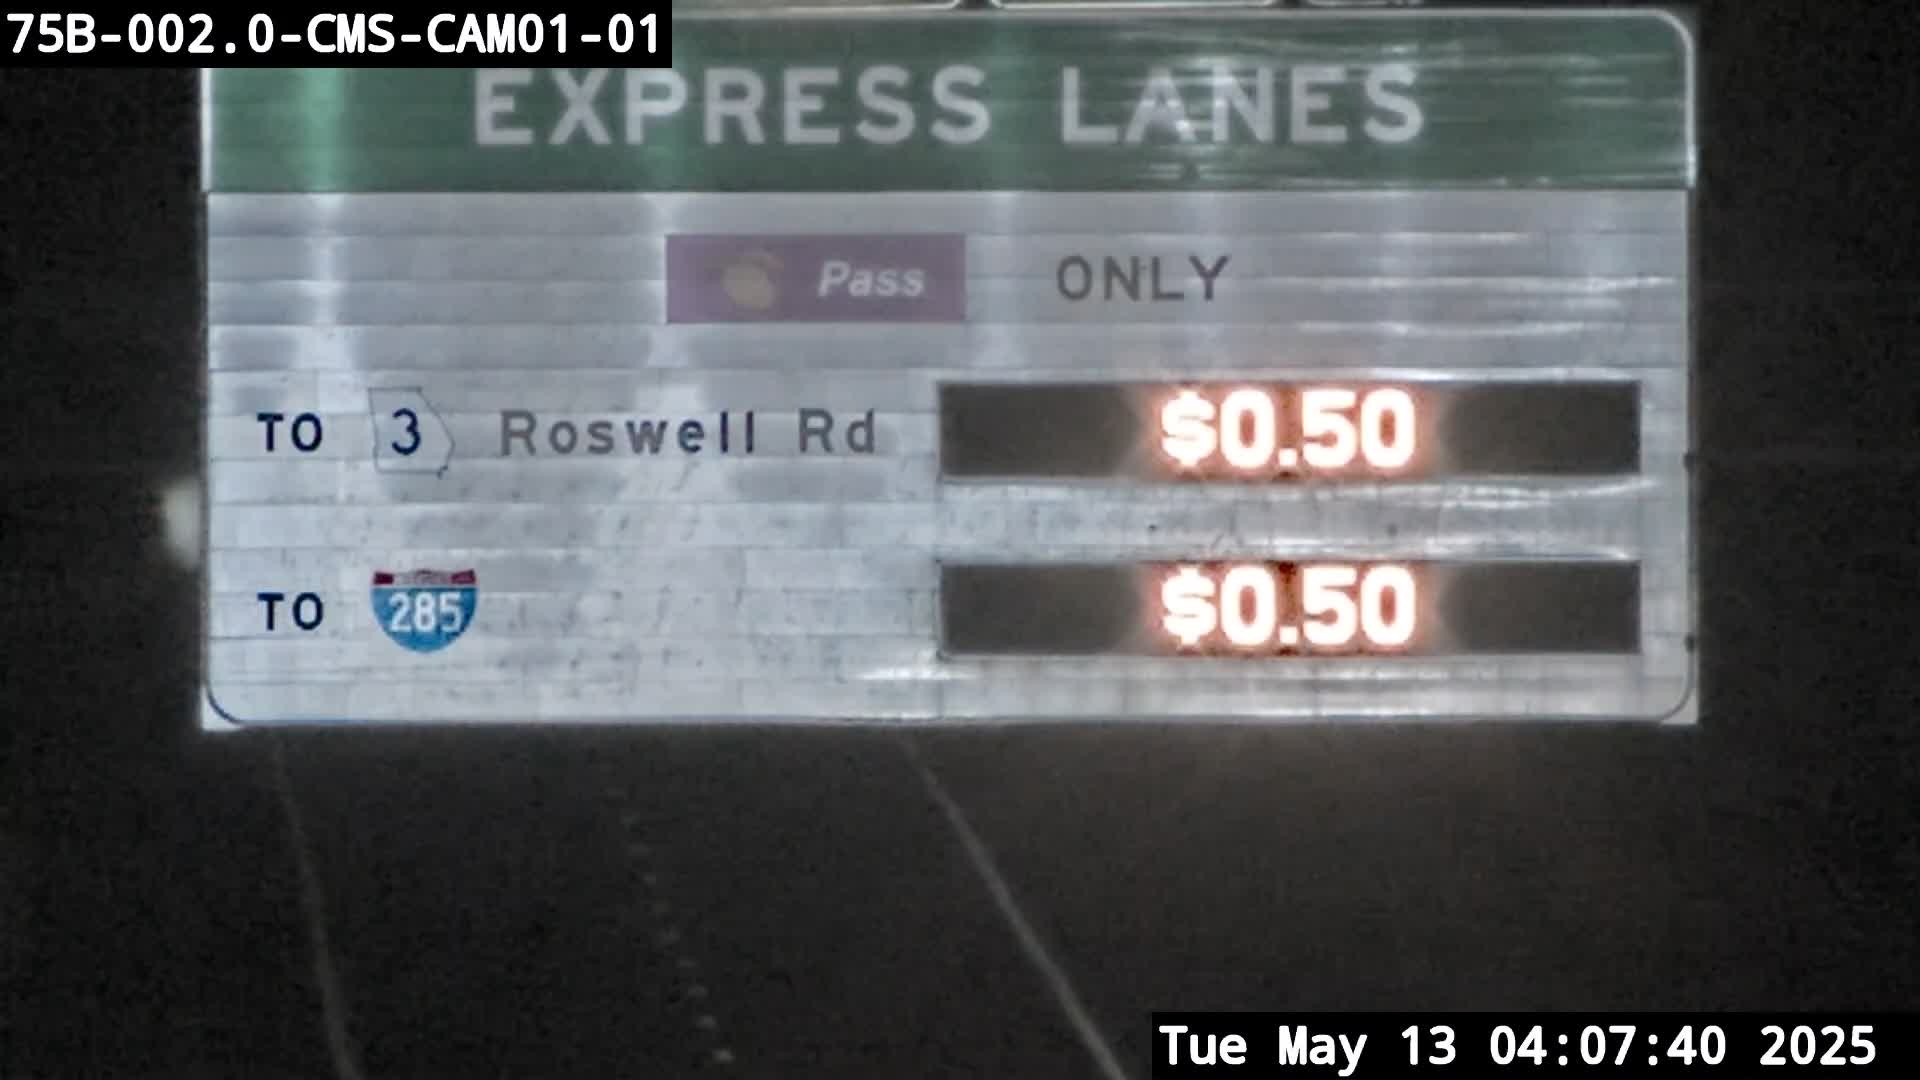 75B-002.0-CMS-CAM01-01
EXPRESS LANES
Pass ONLY
TO 3 Roswell Rd $0.50
TO 285 $0.50
Tue May 13 04:07:40 2025